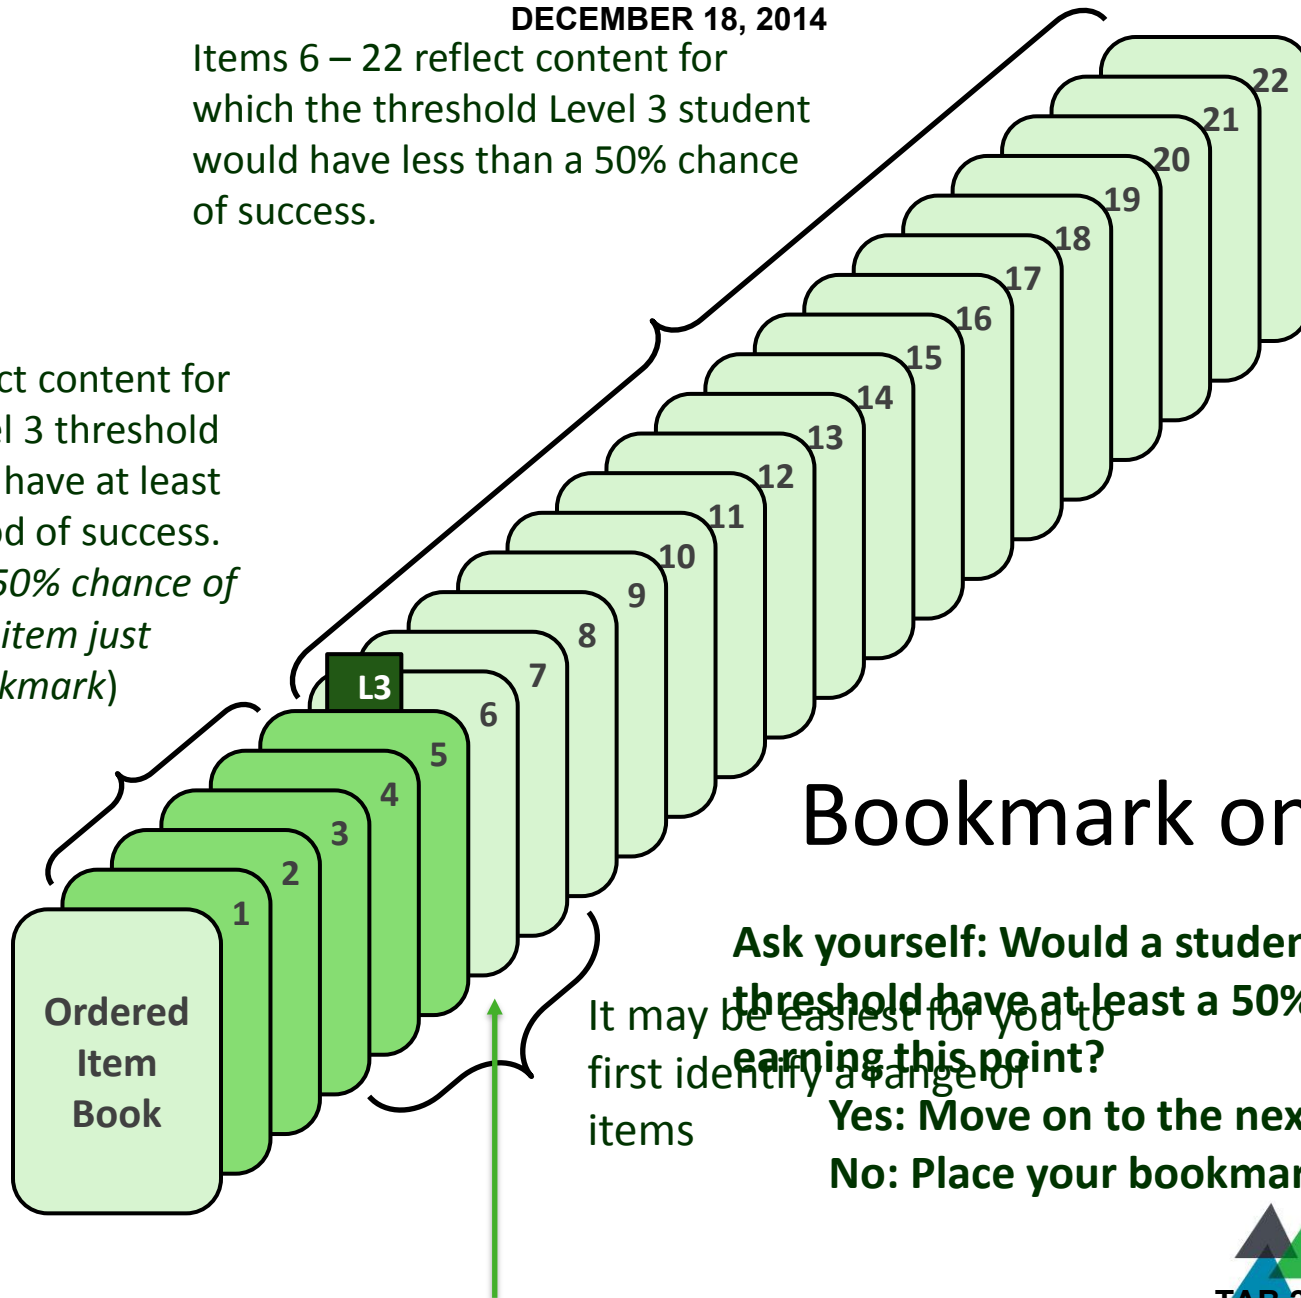 DECEMBER 18, 2014
Items 6 – 22 reflect content for
which the threshold Level 3 student
would have less than a 50% chance
of success.
ct content for
el 3 threshold
have at least
od of success.
50% chance of
item just
kmark)
22
21
20
19
18
17
16
15
14
13
12
11
10
9
8
7
L3
6
5
4
3
2
1
Ordered
Item
Book
Bookmark on
Ask yourself: Would a studen
threshold have at least a 50%
earning this point?
Yes: Move on to the nex
No: Place your bookmar
It may be easiest for you to
first identify a range of
items
TAB